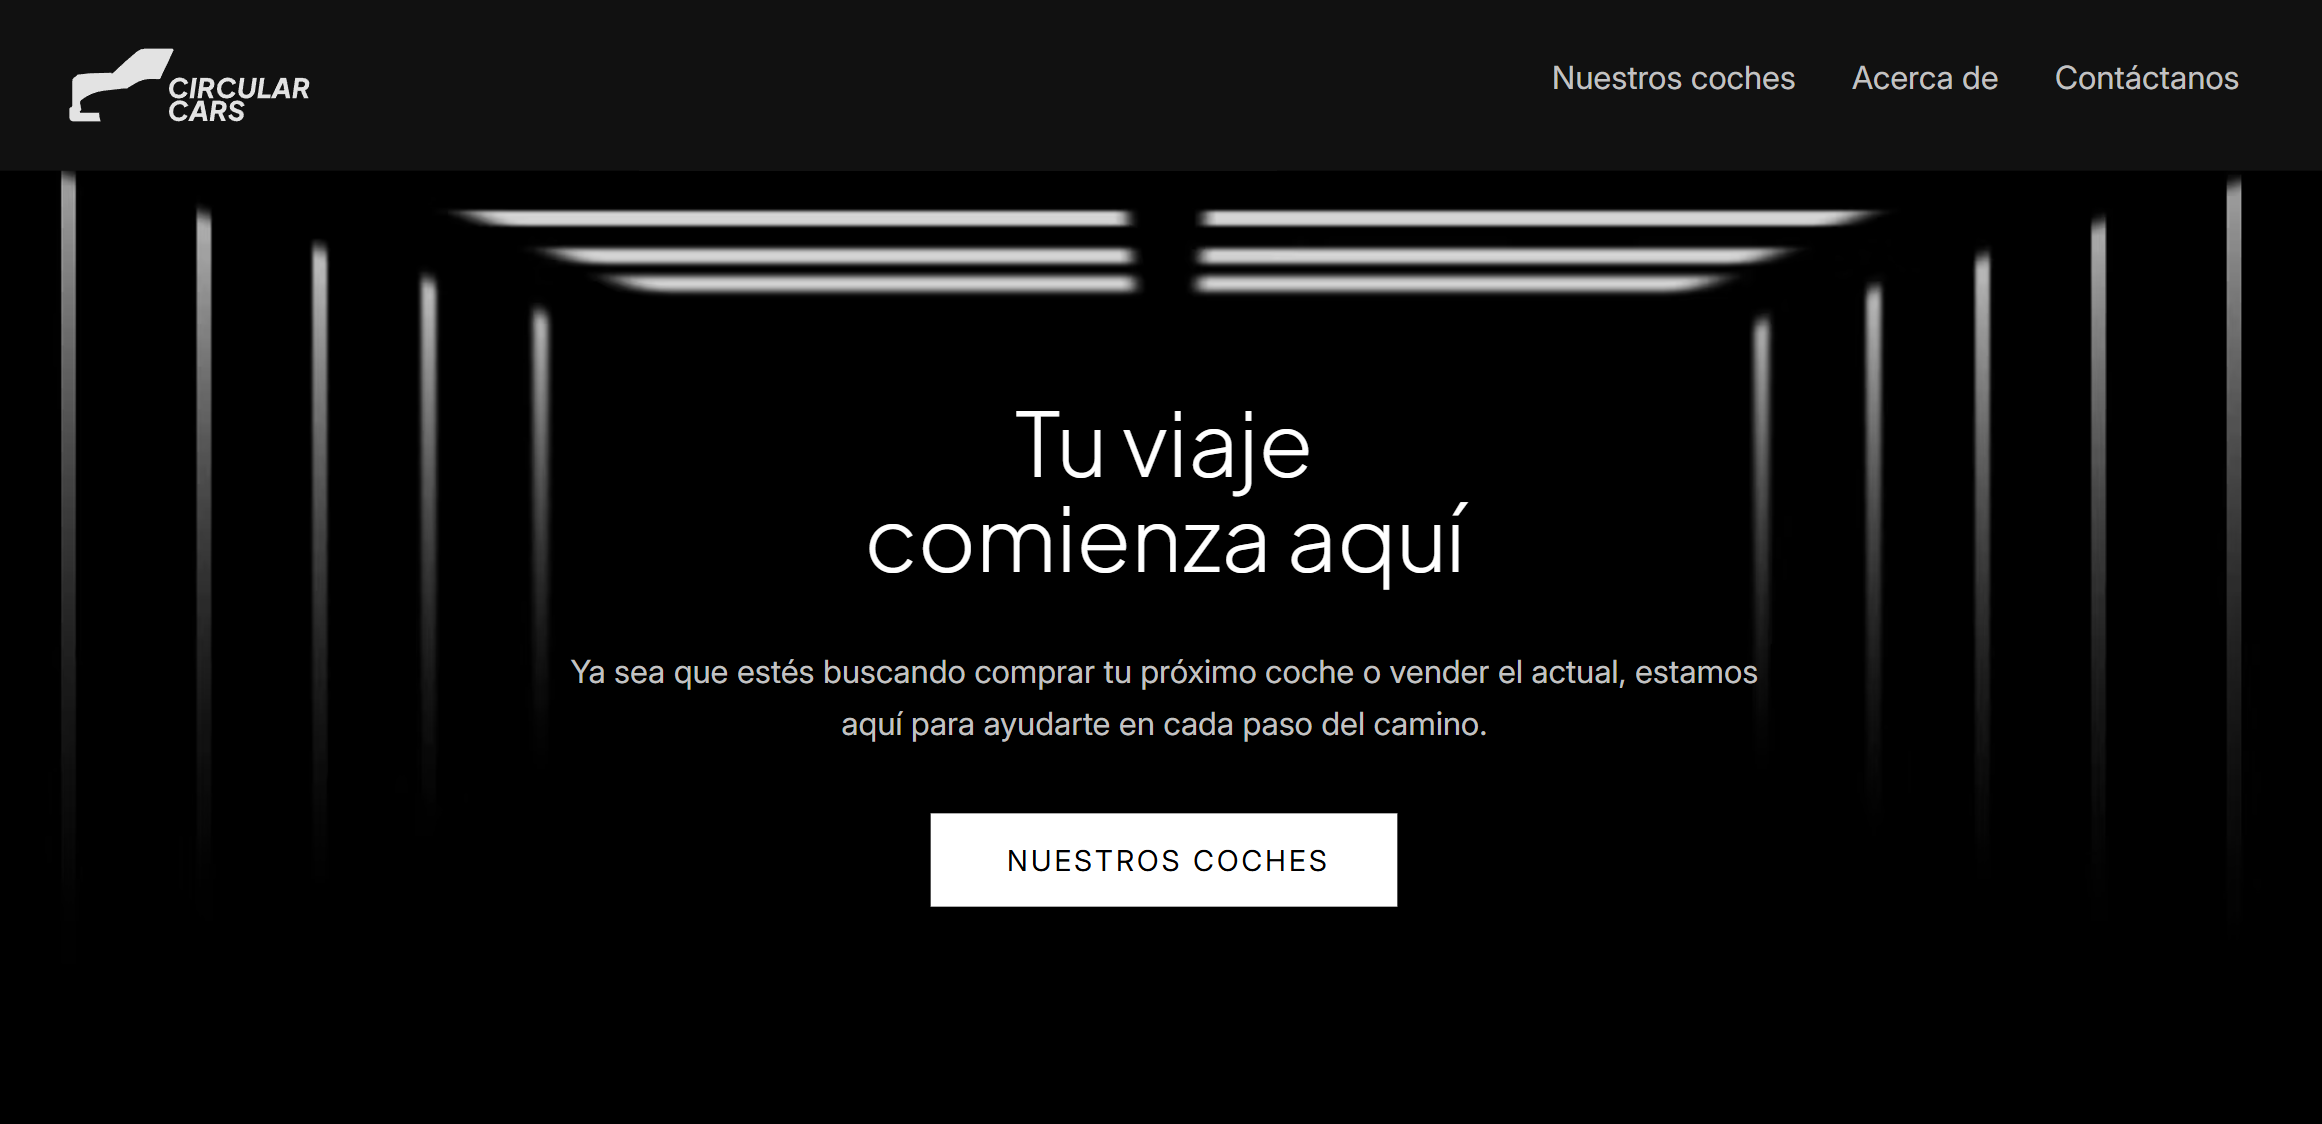 CIRCULAR
CARS
Nuestros coches
Acerca de
Contáctanos
Tu viaje
comienza aquí
Ya sea que estés buscando comprar tu próximo coche o vender el actual, estamos
aquí para ayudarte en cada paso del camino.
NUESTROS COCHES